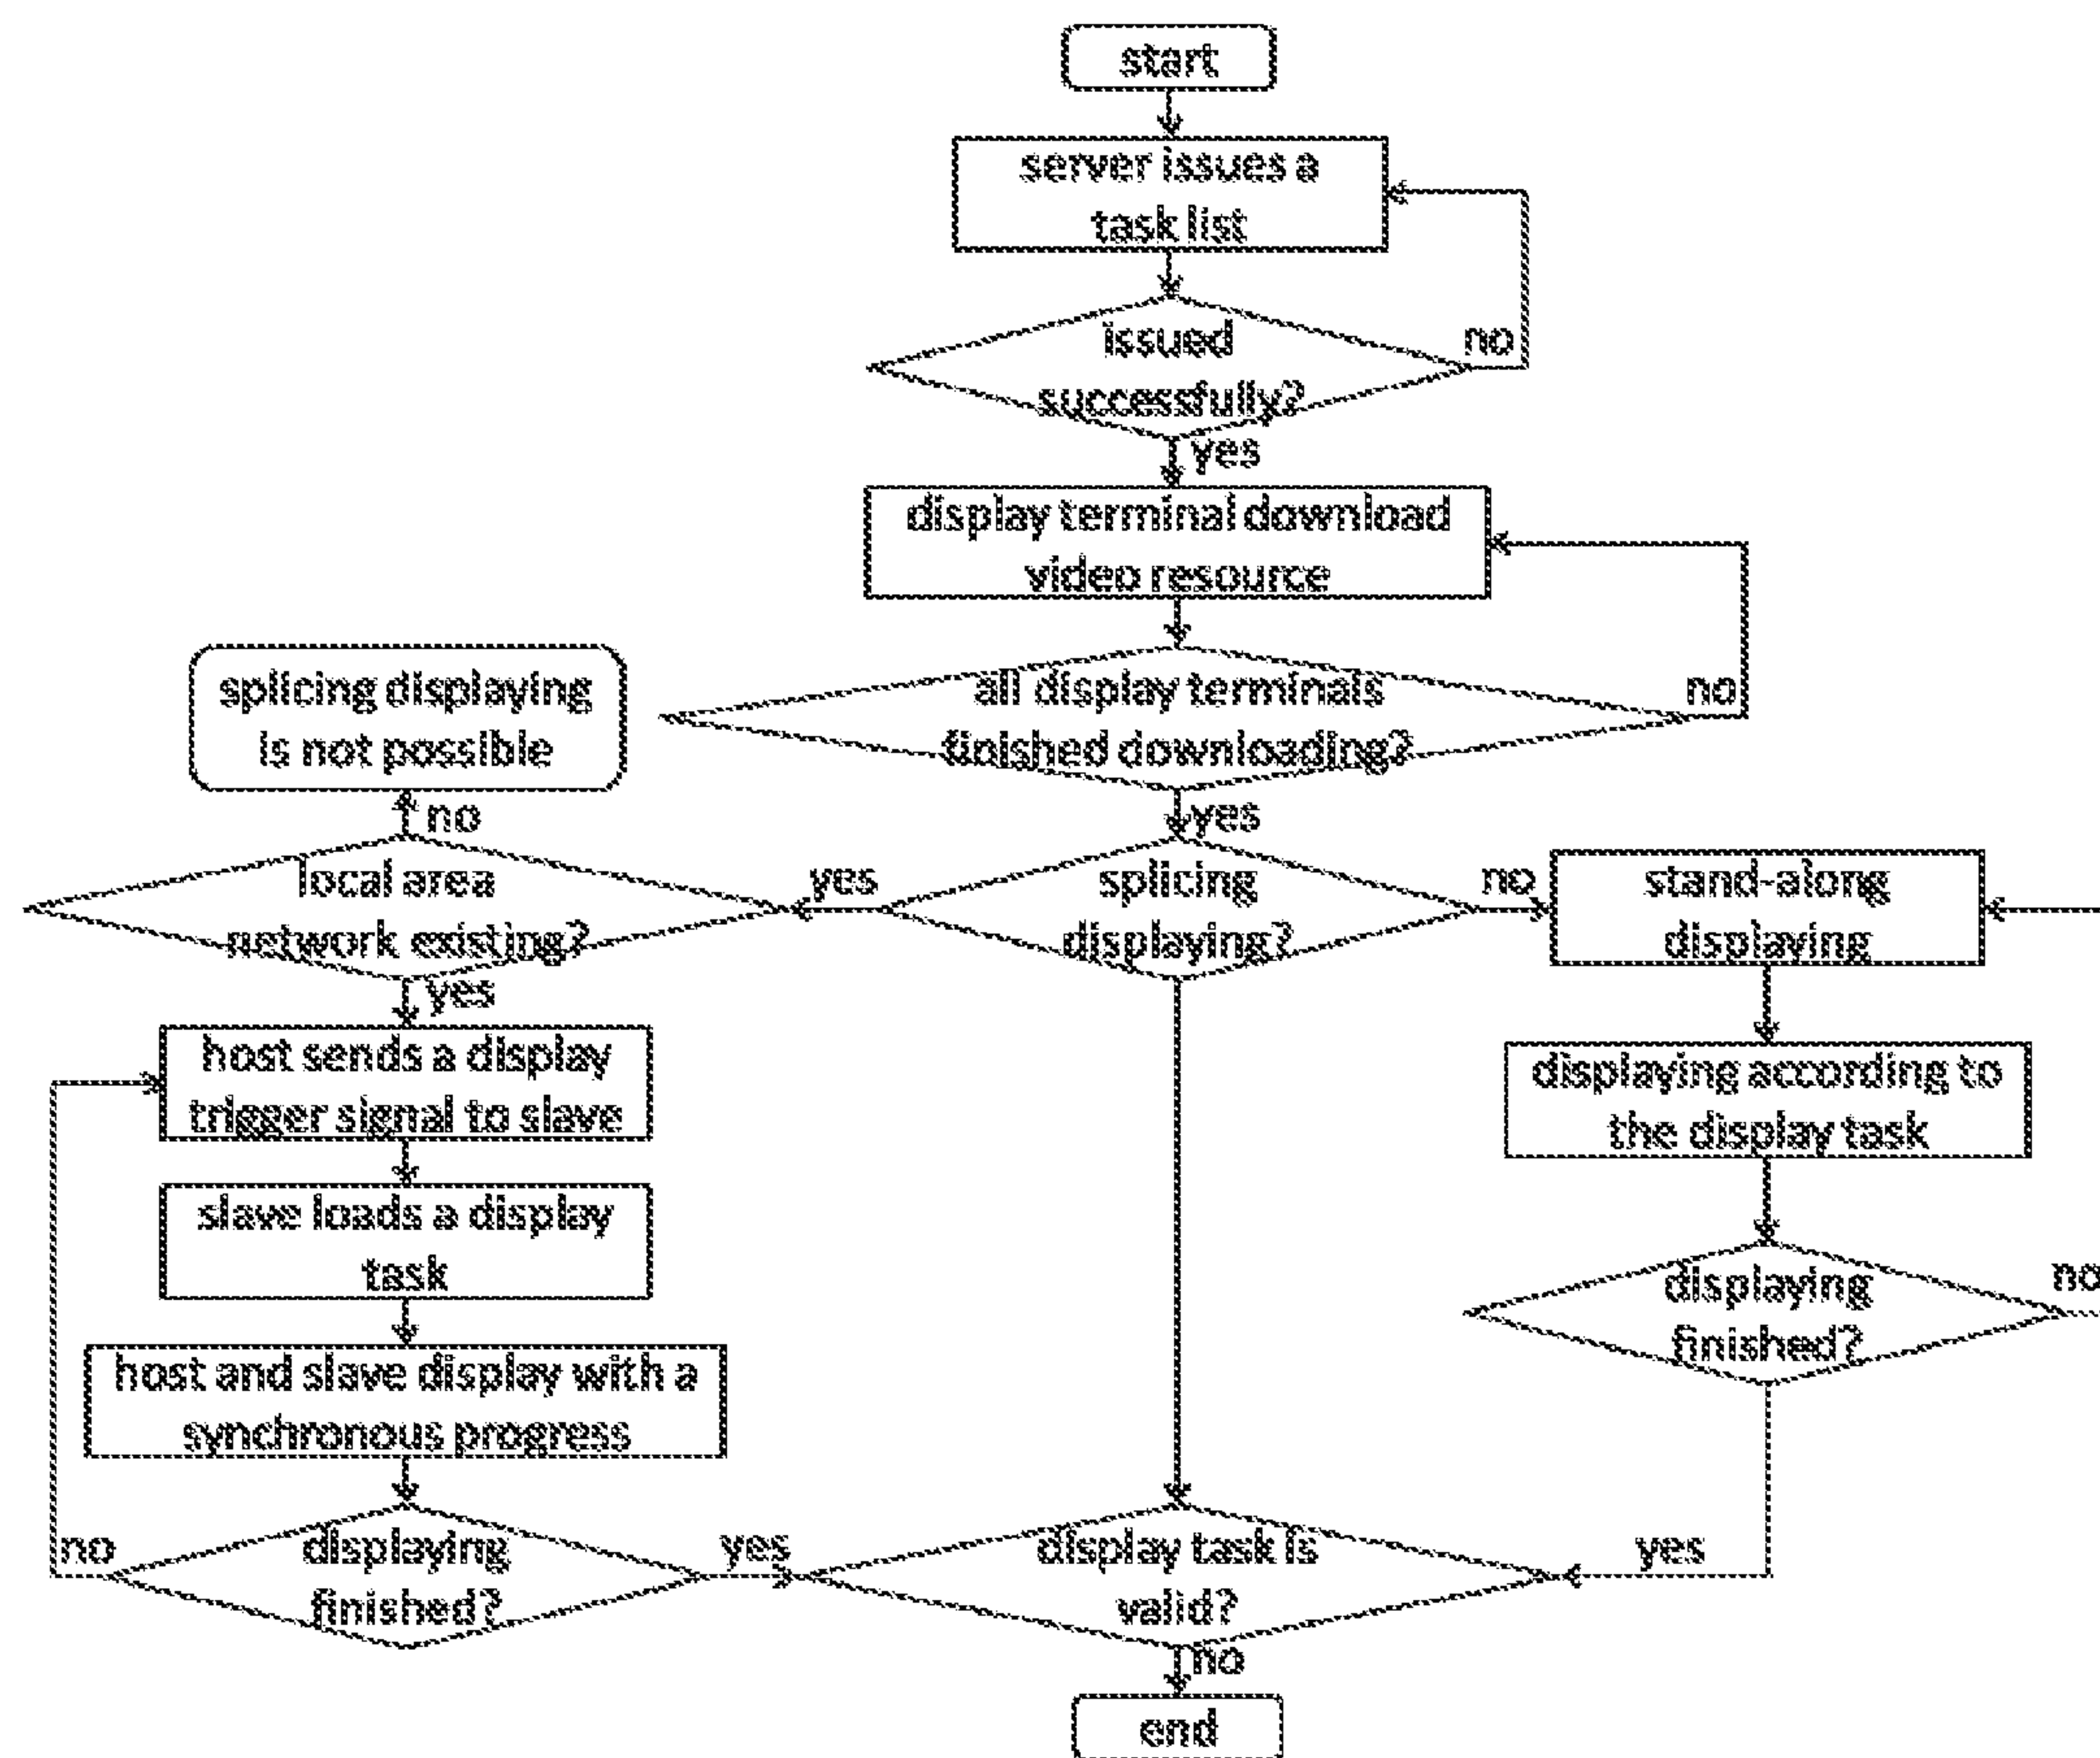 start
server issues a
task list
issued
successfully?
no
yes
display terminal download
video resource
all display terminals
finished downloading?
no
yes
splicing displaying
is not possible
no
local area
network existing?
yes
splicing
displaying?
no
stand-along
displaying
yes
host sends a display
trigger signal to slave
displaying according to
the display task
slave loads a display
task
displaying
finished?
no
host and slave display with a
synchronous progress
no
displaying
finished?
yes
display task is
valid?
yes
no
end